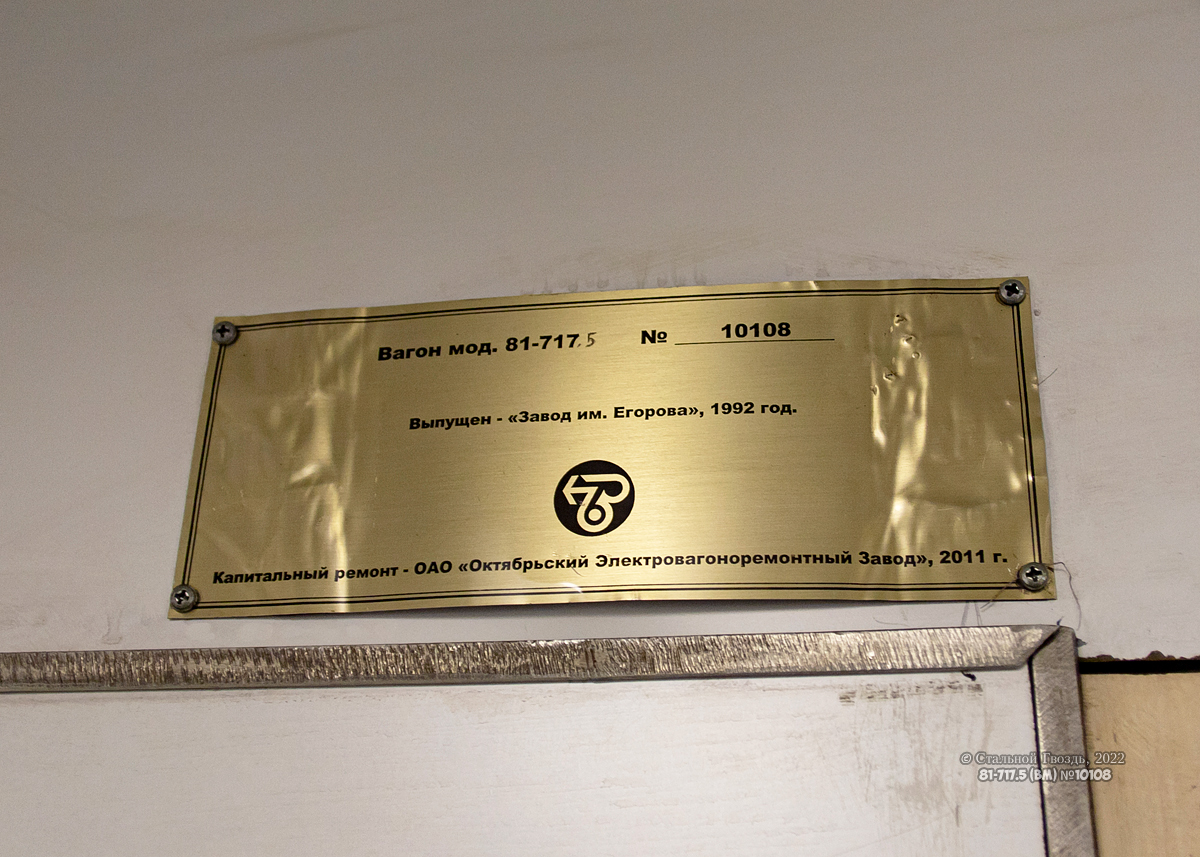 Вагон мод. 81-717.5 № 10108
Выпущен - «Завод им. Егорова», 1992 год.
Капитальный ремонт - ОАО «Октябрьский Электровагоноремонтный Завод», 2011 г.
© Стальной Гвоздь, 2022
81-717.5 (ВМ) №10108